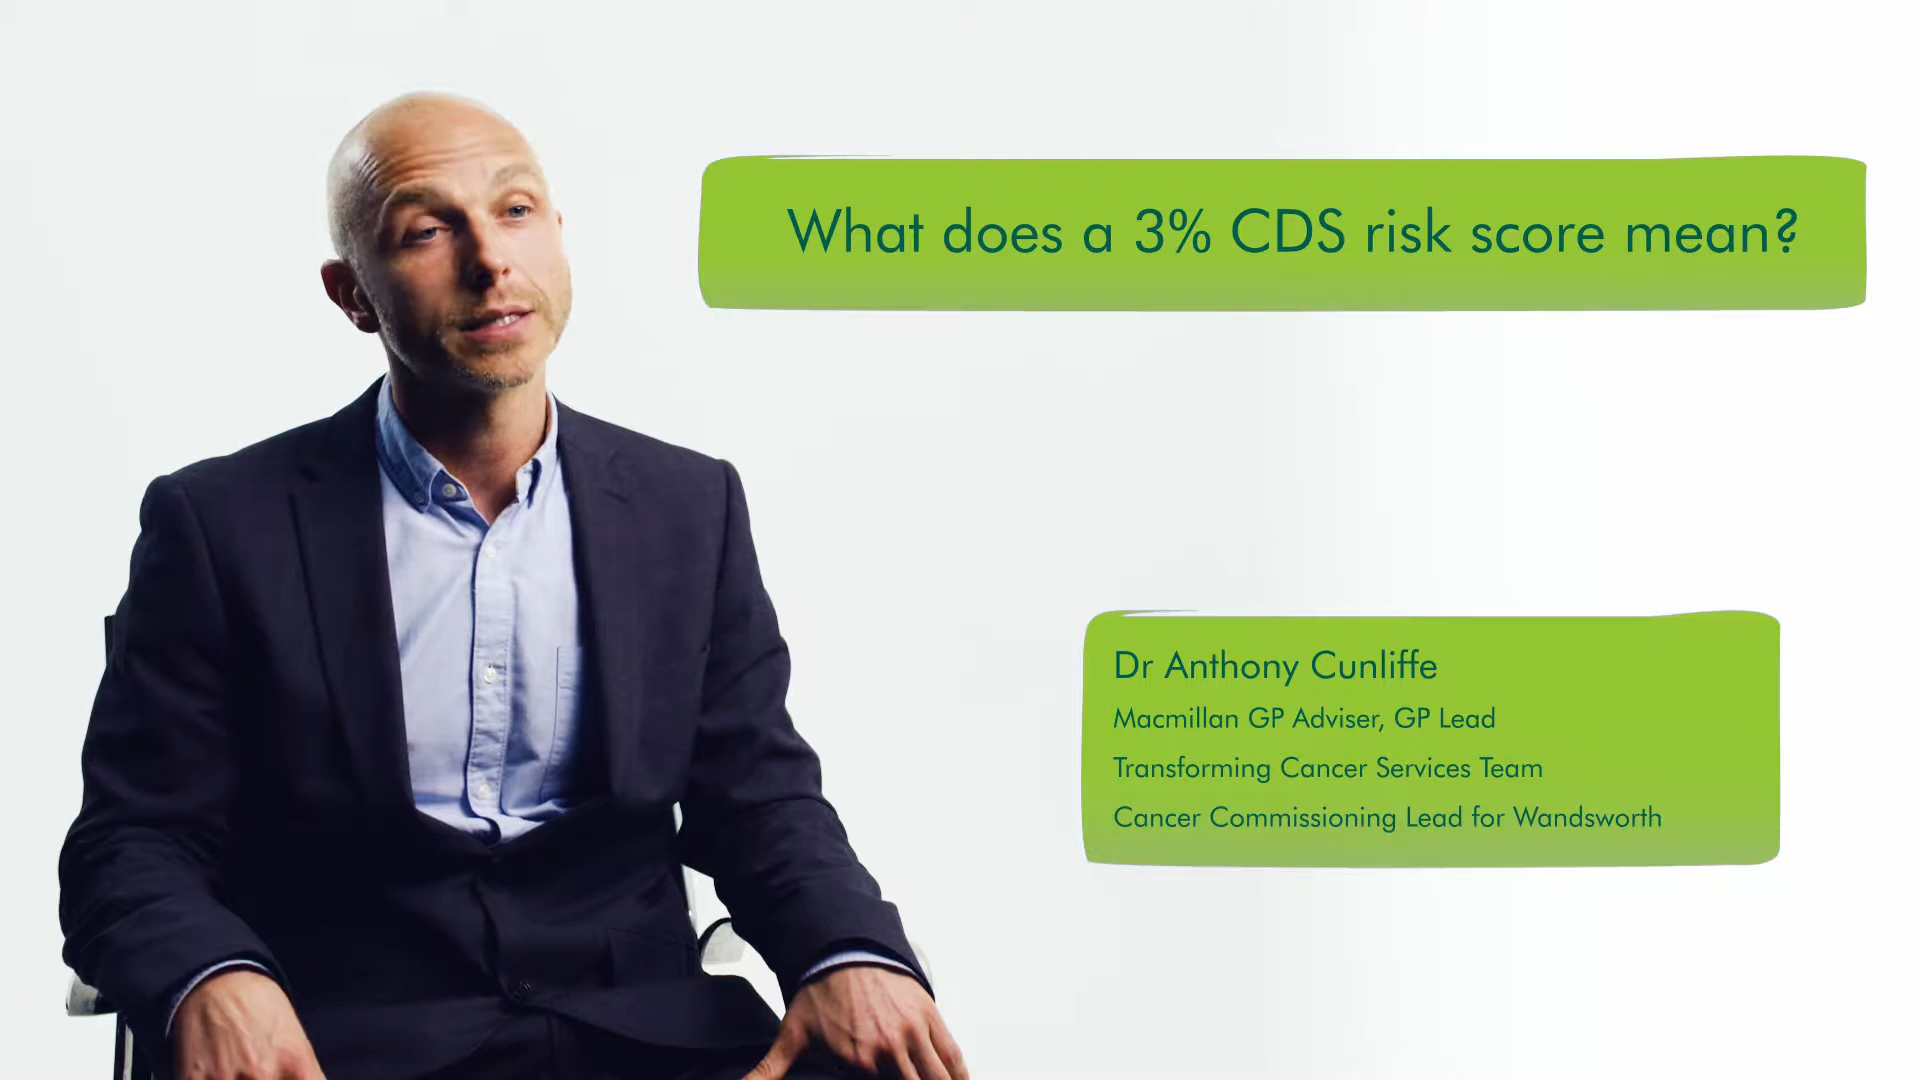 What does a 3% CDS risk score mean?
Dr Anthony Cunliffe
Macmillan GP Adviser, GP Lead
Transforming Cancer Services Team
Cancer Commissioning Lead for Wandsworth